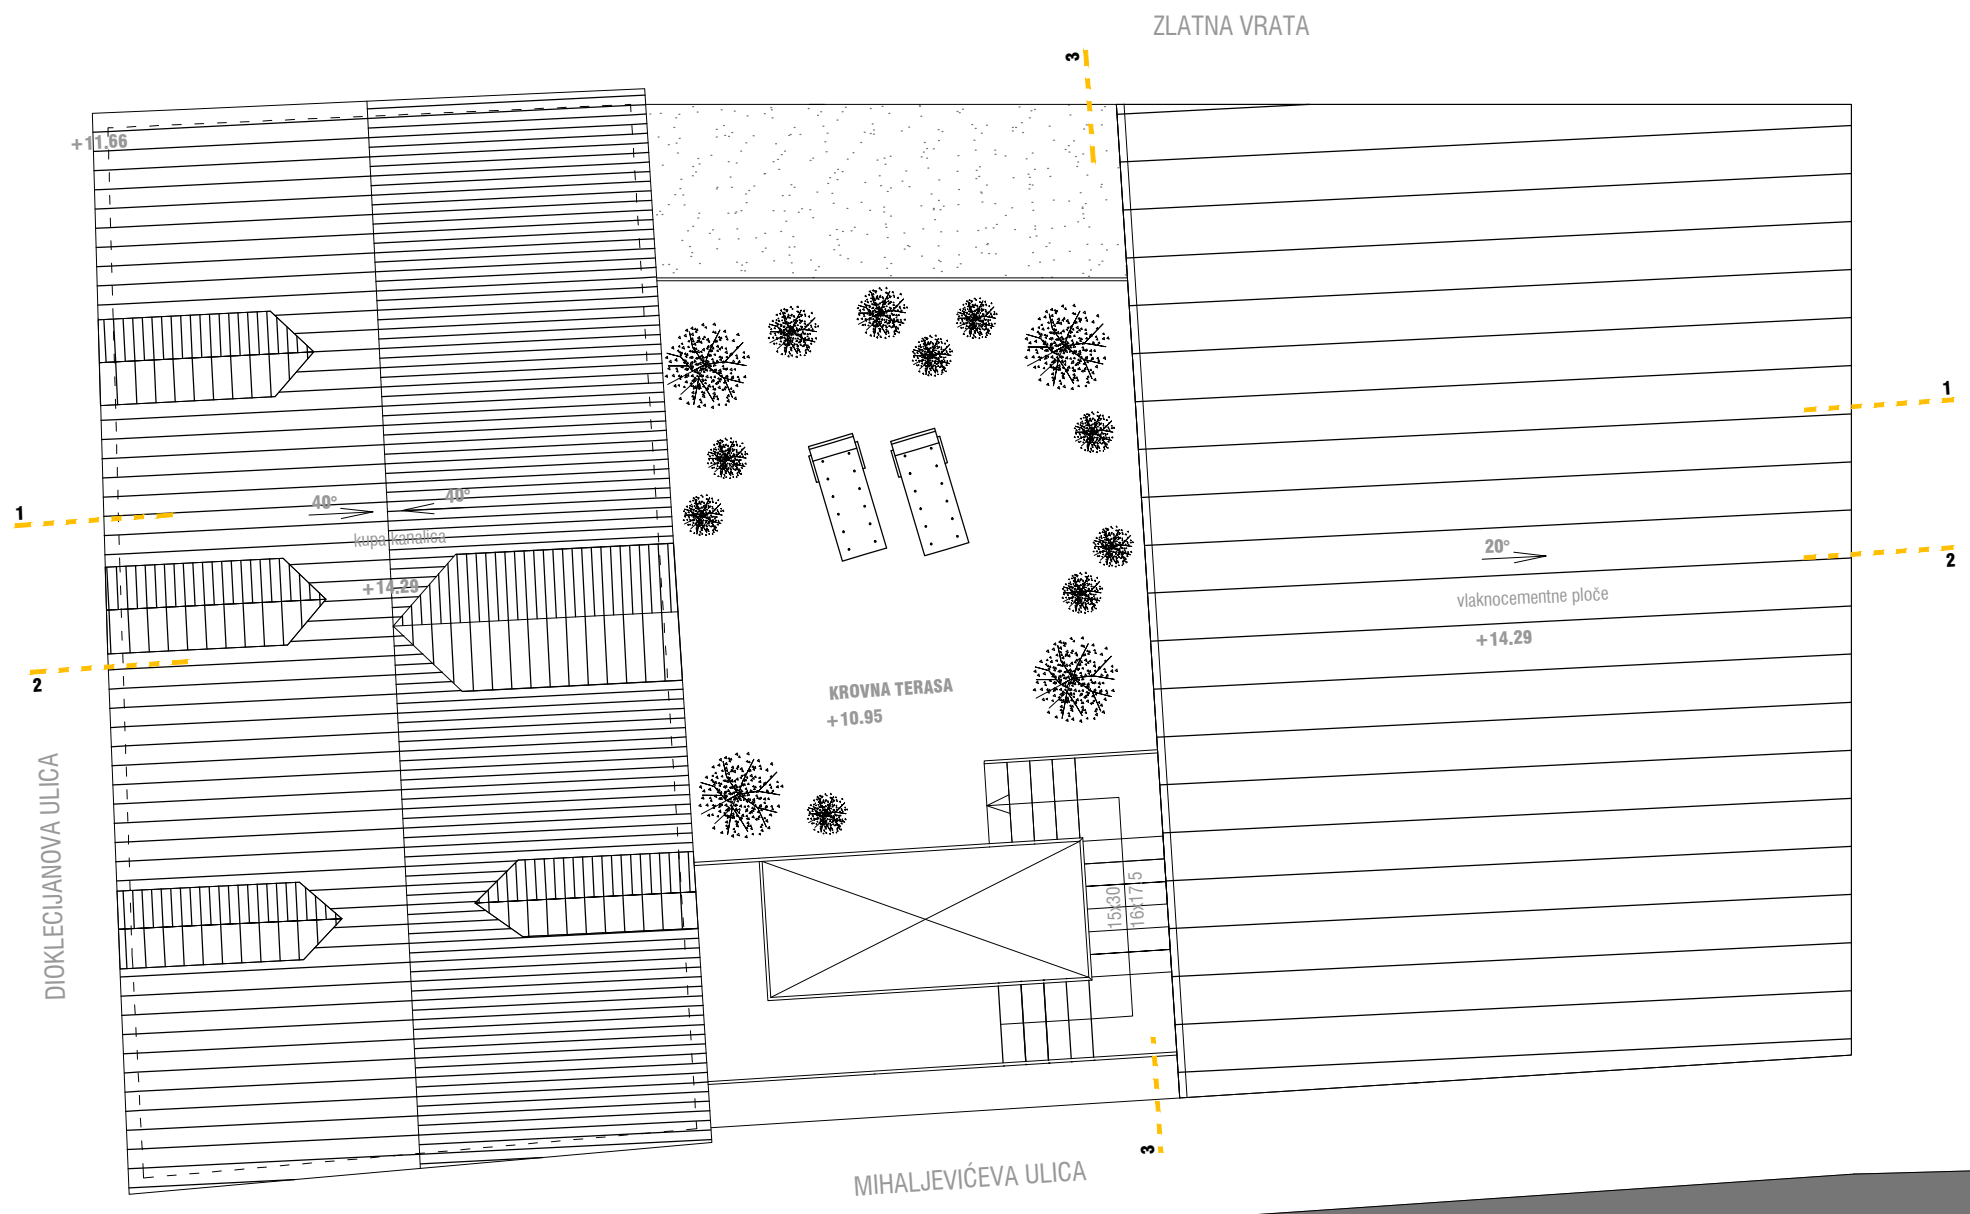 ZLATNA VRATA
3
+11.66
1
1
40°
40°
kupa kanalica
20°
2
+14.29
vlaknocementne ploče
+14.29
2
KROVNA TERASA
+10.95
DIOKLECIJANOVA ULICA
15x30
16x17.5
3
MIHALJEVIĆEVA ULICA